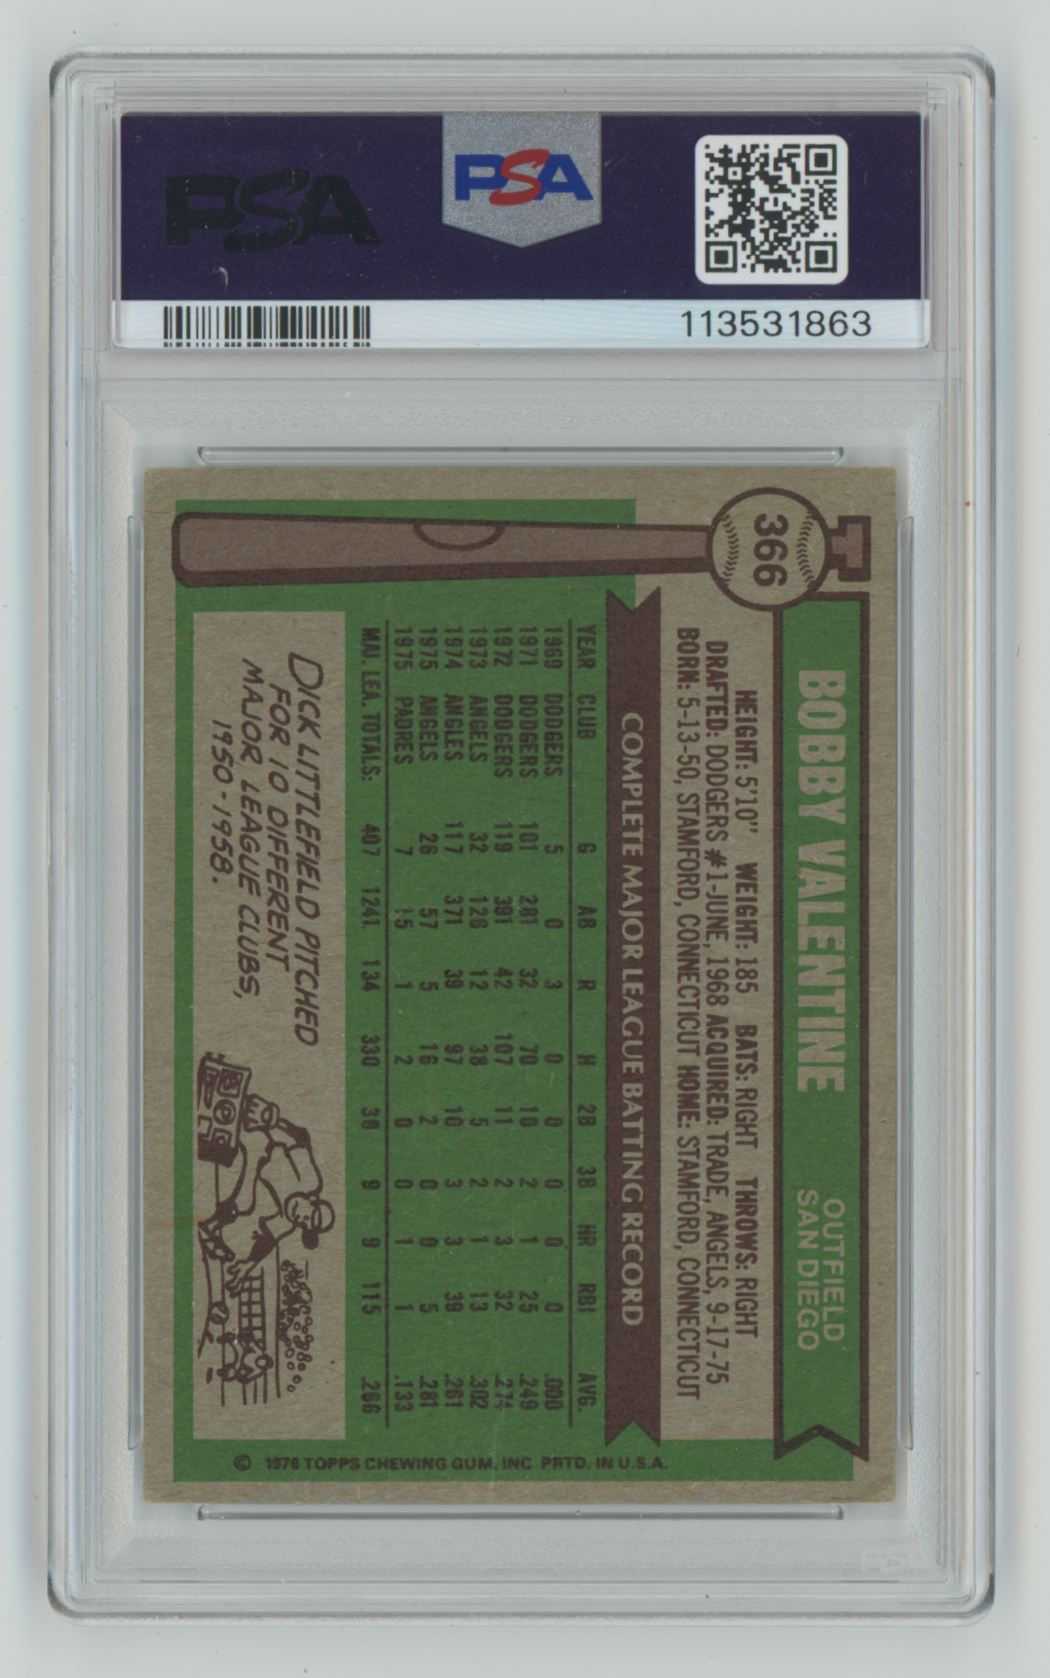 PSA
PSA
113531863
366
BOBBY VALENTINE
OUTFIELD
SAN DIEGO
HEIGHT: 5'10" WEIGHT: 185 BATS: RIGHT THROWS: RIGHT
DRAFTED: DODGERS #1-JUNE, 1968 ACQUIRED: TRADE, ANGELS, 9-17-75
BORN: 5-13-50, STAMFORD, CONNECTICUT HOME: STAMFORD, CONNECTICUT
COMPLETE MAJOR LEAGUE BATTING RECORD
YEAR CLUB G AB R H 2B 3B HR RBI AVG.
1969 DODGERS 5 0 3 0 0 0 0 0 .000
1971 DODGERS 101 281 32 70 10 2 1 25 .249
1972 DODGERS 119 391 42 107 11 2 3 32 .274
1973 ANGELS 32 126 12 38 5 2 1 13 .302
1974 ANGLES 117 371 39 97 10 3 3 39 .261
1975 ANGELS 26 57 5 16 2 0 0 5 .281
1975 PADRES 7 15 1 2 0 0 1 1 .133
MAJ. LEA. TOTALS: 407 1241 134 330 38 9 9 115 .266
DICK LITTLEFIELD PITCHED
FOR 10 DIFFERENT
MAJOR LEAGUE CLUBS,
1950-1958.
© 1976 TOPPS CHEWING GUM, INC PRTD. IN U.S.A.